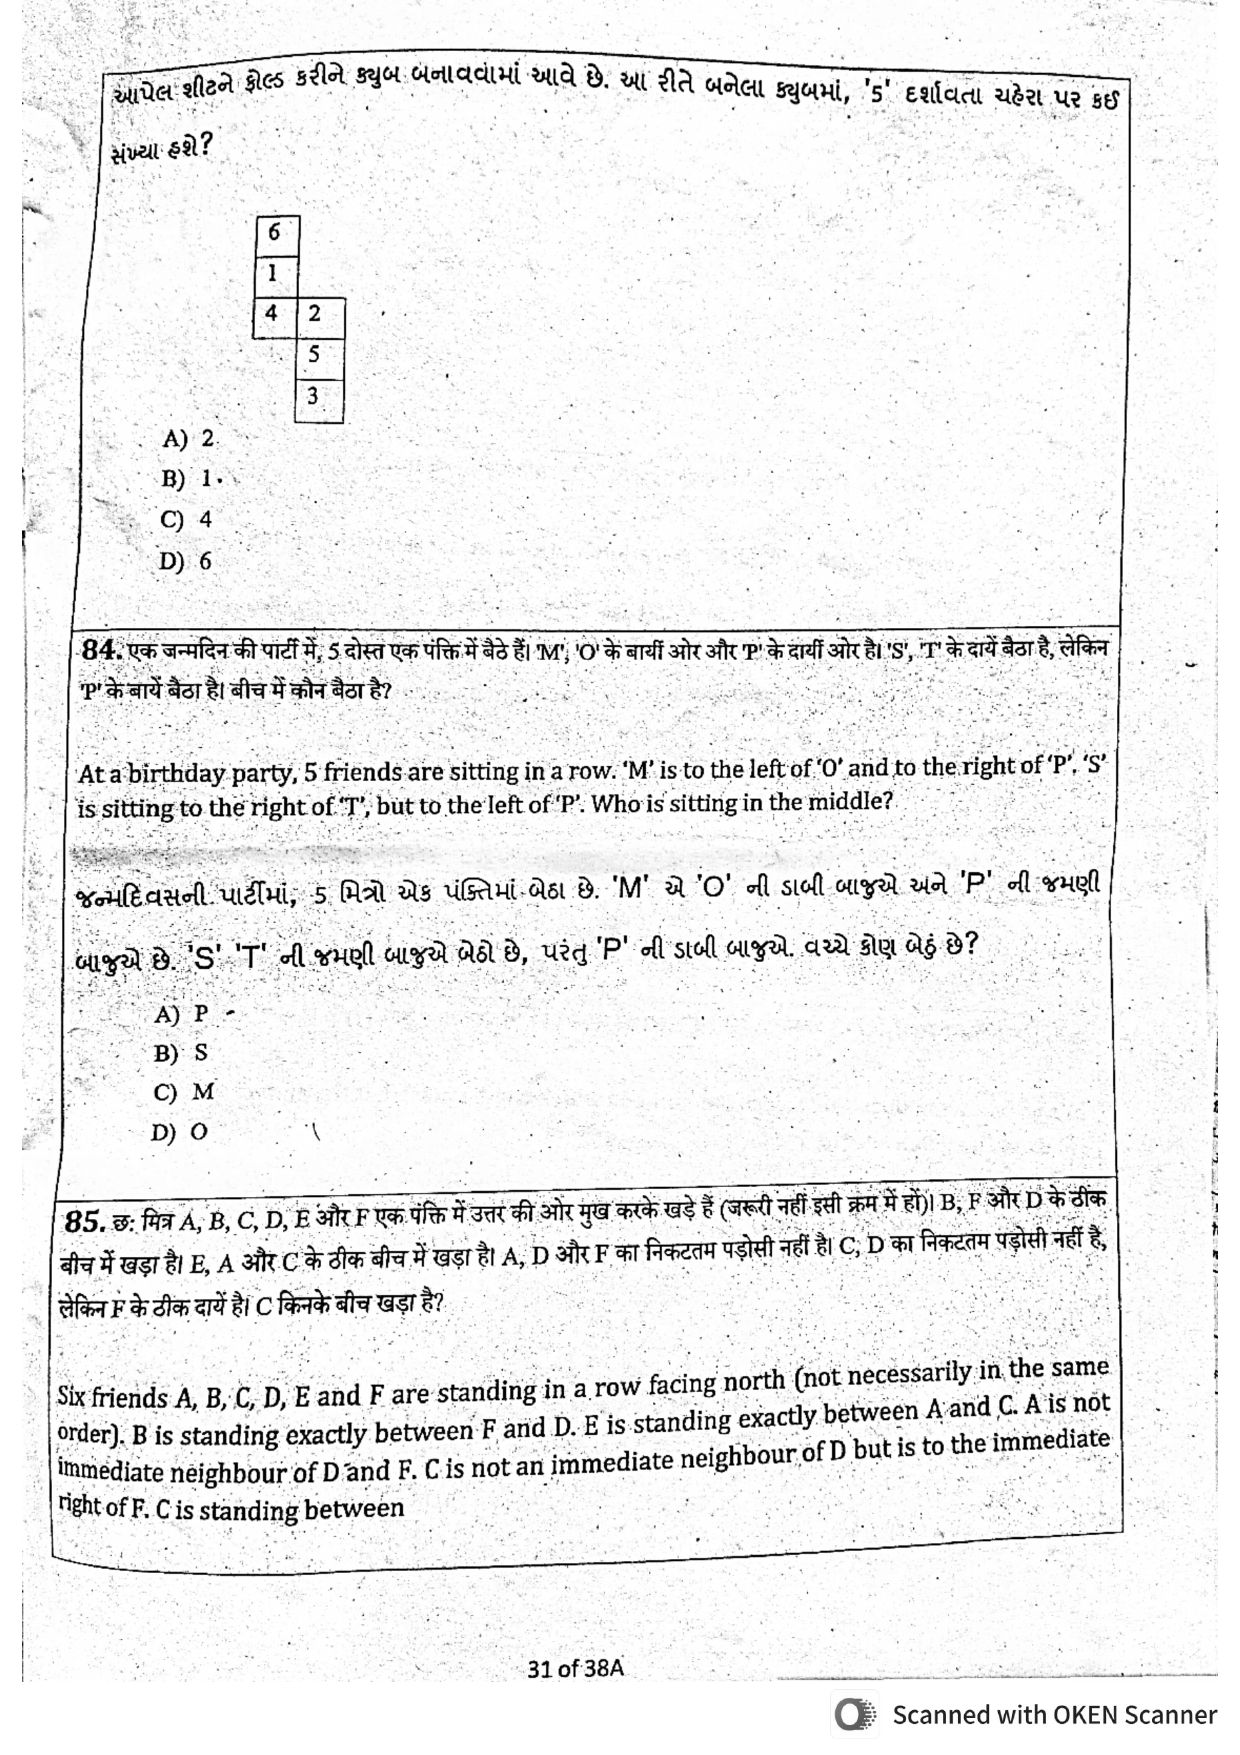 આપેલ શીટને ફોલ્ડ કરીને ક્યુબ બનાવવામાં આવે છે. આ રીતે બનેલા ક્યુબમાં, '5' દર્શાવતા ચહેરા પર કઈ
સંખ્યા હશે?
6
1
4 2
5
3
A) 2
B) 1
C) 4
D) 6
84. एक जन्मदिन की पार्टी में, 5 दोस्त एक पंक्ति में बैठे हैं। 'M', 'O' के बायीं ओर और 'P' के दायीं ओर है। 'S', 'T' के दायें बैठा है, लेकिन
'P' के बायें बैठा है। बीच में कौन बैठा है?
At a birthday party, 5 friends are sitting in a row. ‘M’ is to the left of ‘O’ and to the right of ‘P’. ‘S’
is sitting to the right of ‘T’, but to the left of ‘P’. Who is sitting in the middle?
જન્મદિવસની પાર્ટીમાં, 5 મિત્રો એક પંક્તિમાં બેઠા છે. 'M' એ 'O' ની ડાબી બાજુએ અને 'P' ની જમણી
બાજુએ છે. 'S' 'T' ની જમણી બાજુએ બેઠો છે, પરંતુ 'P' ની ડાબી બાજુએ. વચ્ચે કોણ બેઠું છે?
A) P
B) S
C) M
D) O
85. छ: मित्र A, B, C, D, E और F एक पंक्ति में उत्तर की ओर मुख करके खड़े हैं (जरूरी नहीं इसी क्रम में हों)। B, F और D के ठीक
बीच में खड़ा है। E, A और C के ठीक बीच में खड़ा है। A, D और F का निकटतम पड़ोसी नहीं है। C, D का निकटतम पड़ोसी नहीं है,
लेकिन F के ठीक दायें है। C किनके बीच खड़ा है?
Six friends A, B, C, D, E and F are standing in a row facing north (not necessarily in the same
order). B is standing exactly between F and D. E is standing exactly between A and C. A is not
immediate neighbour of D and F. C is not an immediate neighbour of D but is to the immediate
right of F. C is standing between
31 of 38A
Scanned with OKEN Scanner